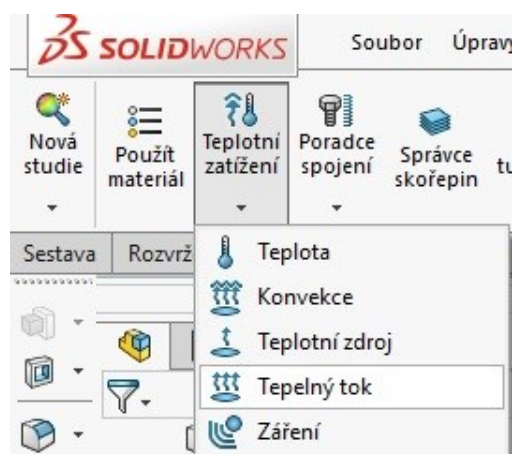 SOLIDWORKS
Soubor
Nová
studie
Použít
materiál
Teplotní
zatížení
Poradce
spojení
Správce
skořepin
Sestava
Teplota
Konvekce
Teplotní zdroj
Tepelný tok
Záření